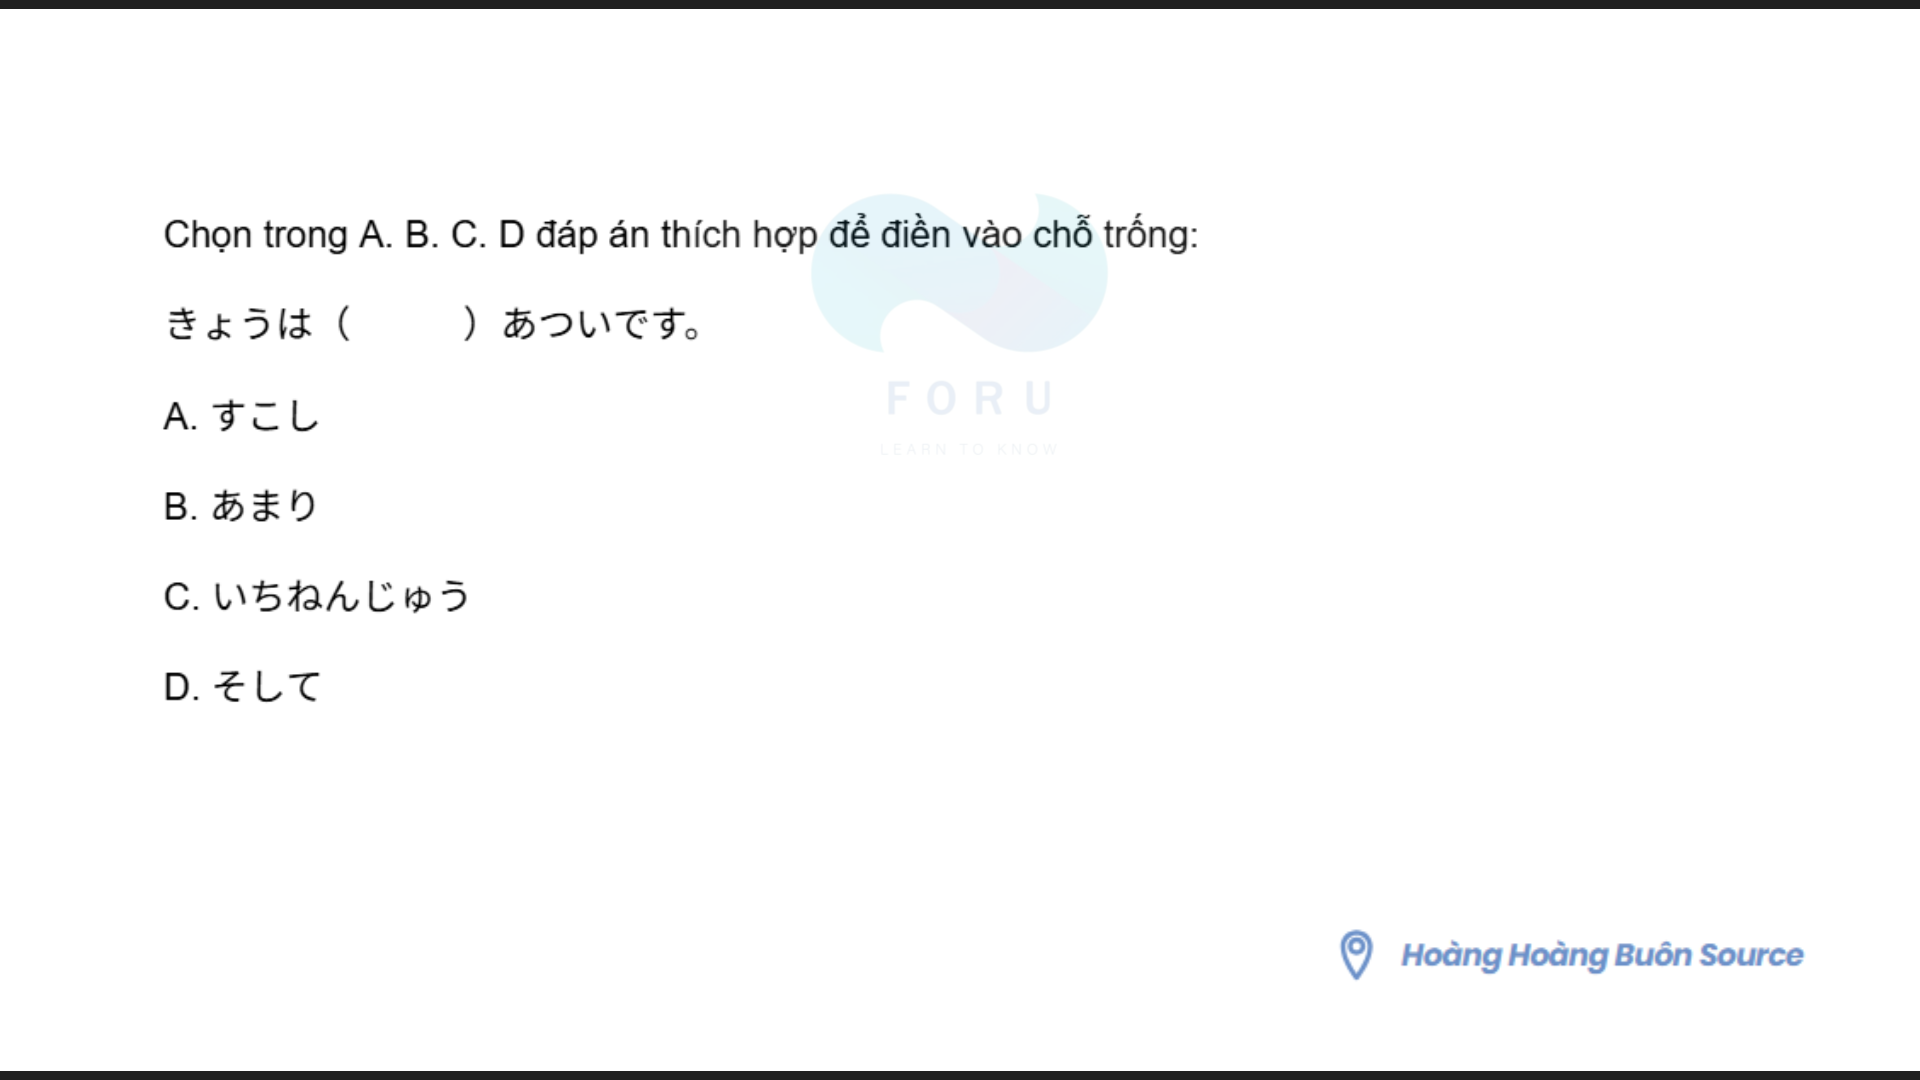 Chọn trong A. B. C. D đáp án thích hợp để điền vào chỗ trống:
きょうは（　　　）あついです。
A. すこし
B. あまり
C. いちねんじゅう
D. そして
FORU
LEARN TO KNOW
Hoàng Hoàng Buôn Source